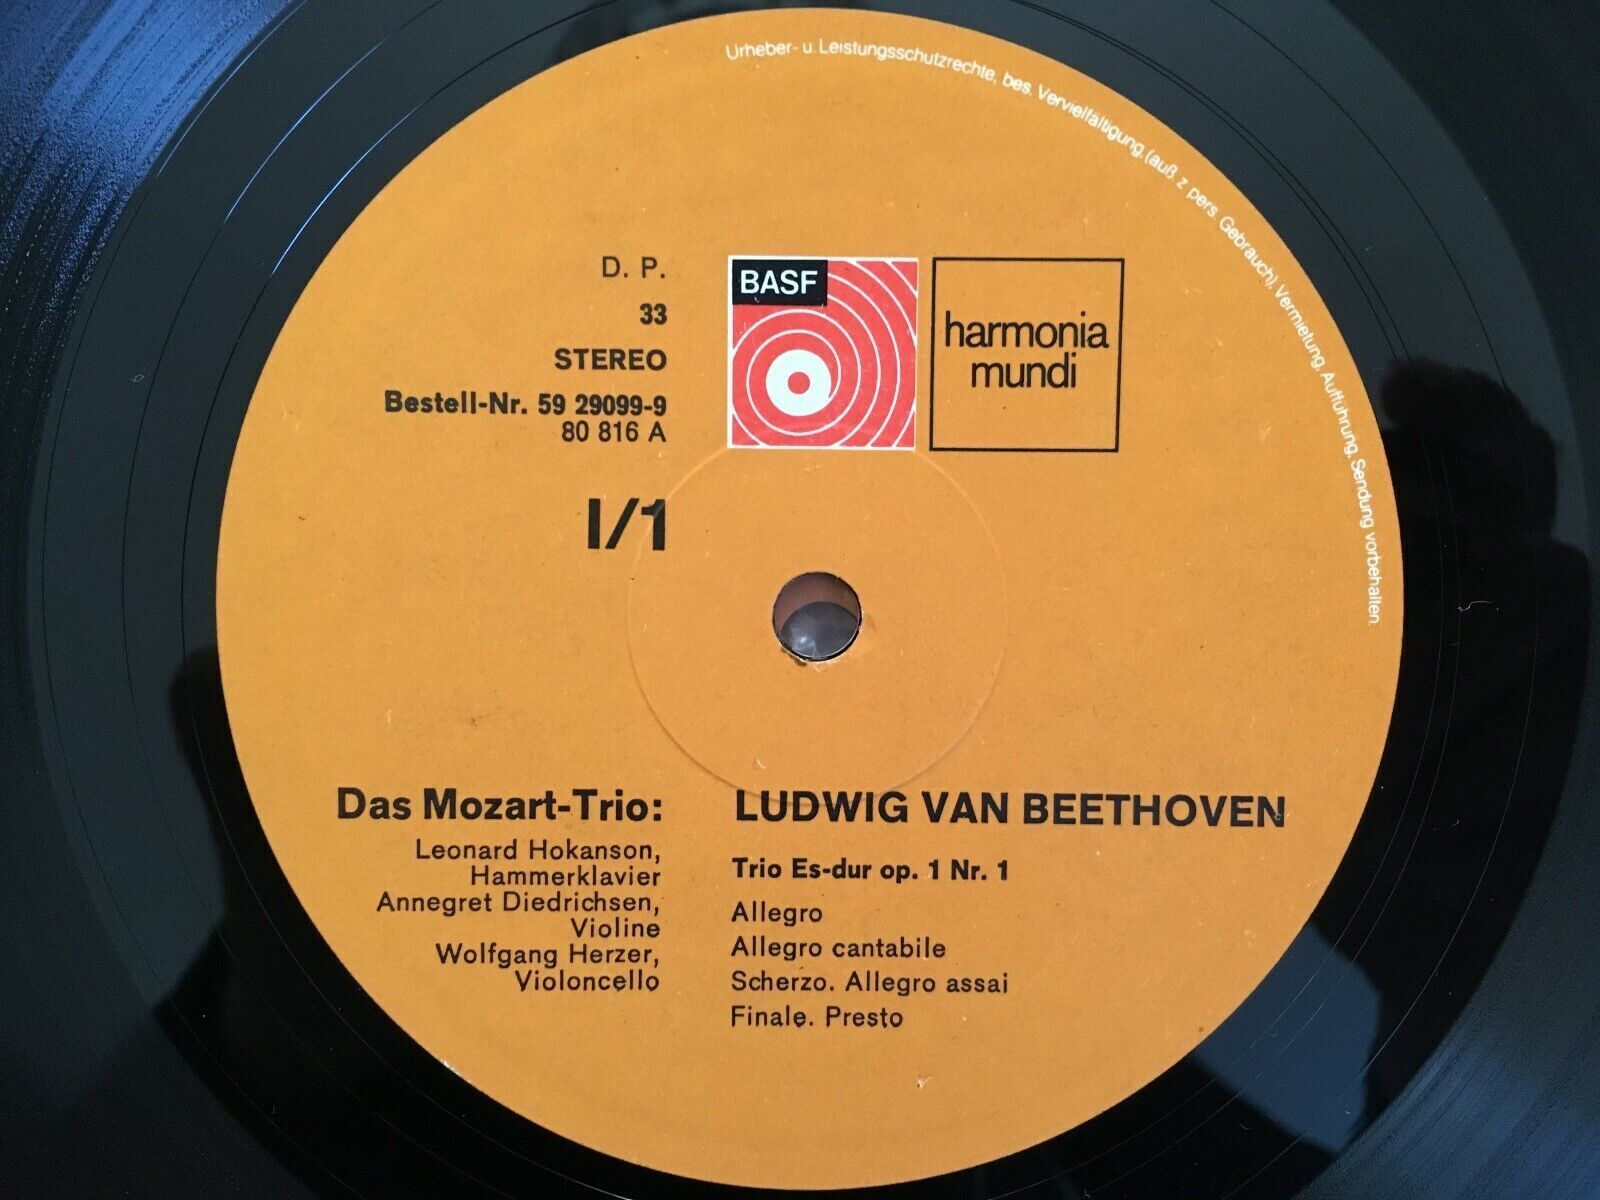 Urheber- u. Leistungsschutzrechte, bes. Vervielfältigung (auß. z. pers. Gebrauch), Vermietung, Aufführung, Sendung vorbehalten.
D. P.
33
STEREO
Bestell-Nr. 59 29099-9
80 816 A
BASF
harmonia
mundi
I/1
Das Mozart-Trio:
Leonard Hokanson,
Hammerklavier
Annegret Diedrichsen,
Violine
Wolfgang Herzer,
Violoncello
LUDWIG VAN BEETHOVEN
Trio Es-dur op. 1 Nr. 1
Allegro
Allegro cantabile
Scherzo. Allegro assai
Finale. Presto